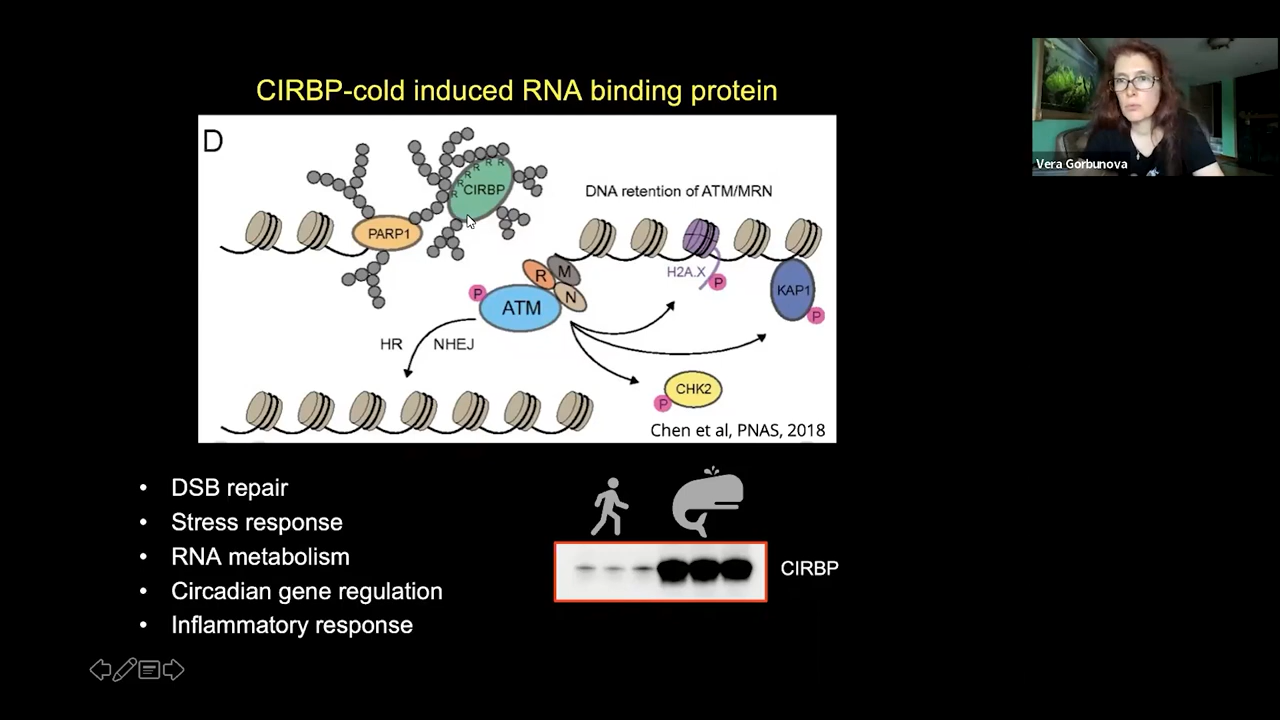 CIRBP-cold induced RNA binding protein
D
R R R R R R
CIRBP
DNA retention of ATM/MRN
PARP1
R M
N
H2A.X
P
P
KAP1
ATM
P
HR NHEJ
CHK2
P
Chen et al, PNAS, 2018
• DSB repair
• Stress response
• RNA metabolism
• Circadian gene regulation
• Inflammatory response
CIRBP
Vera Gorbunova